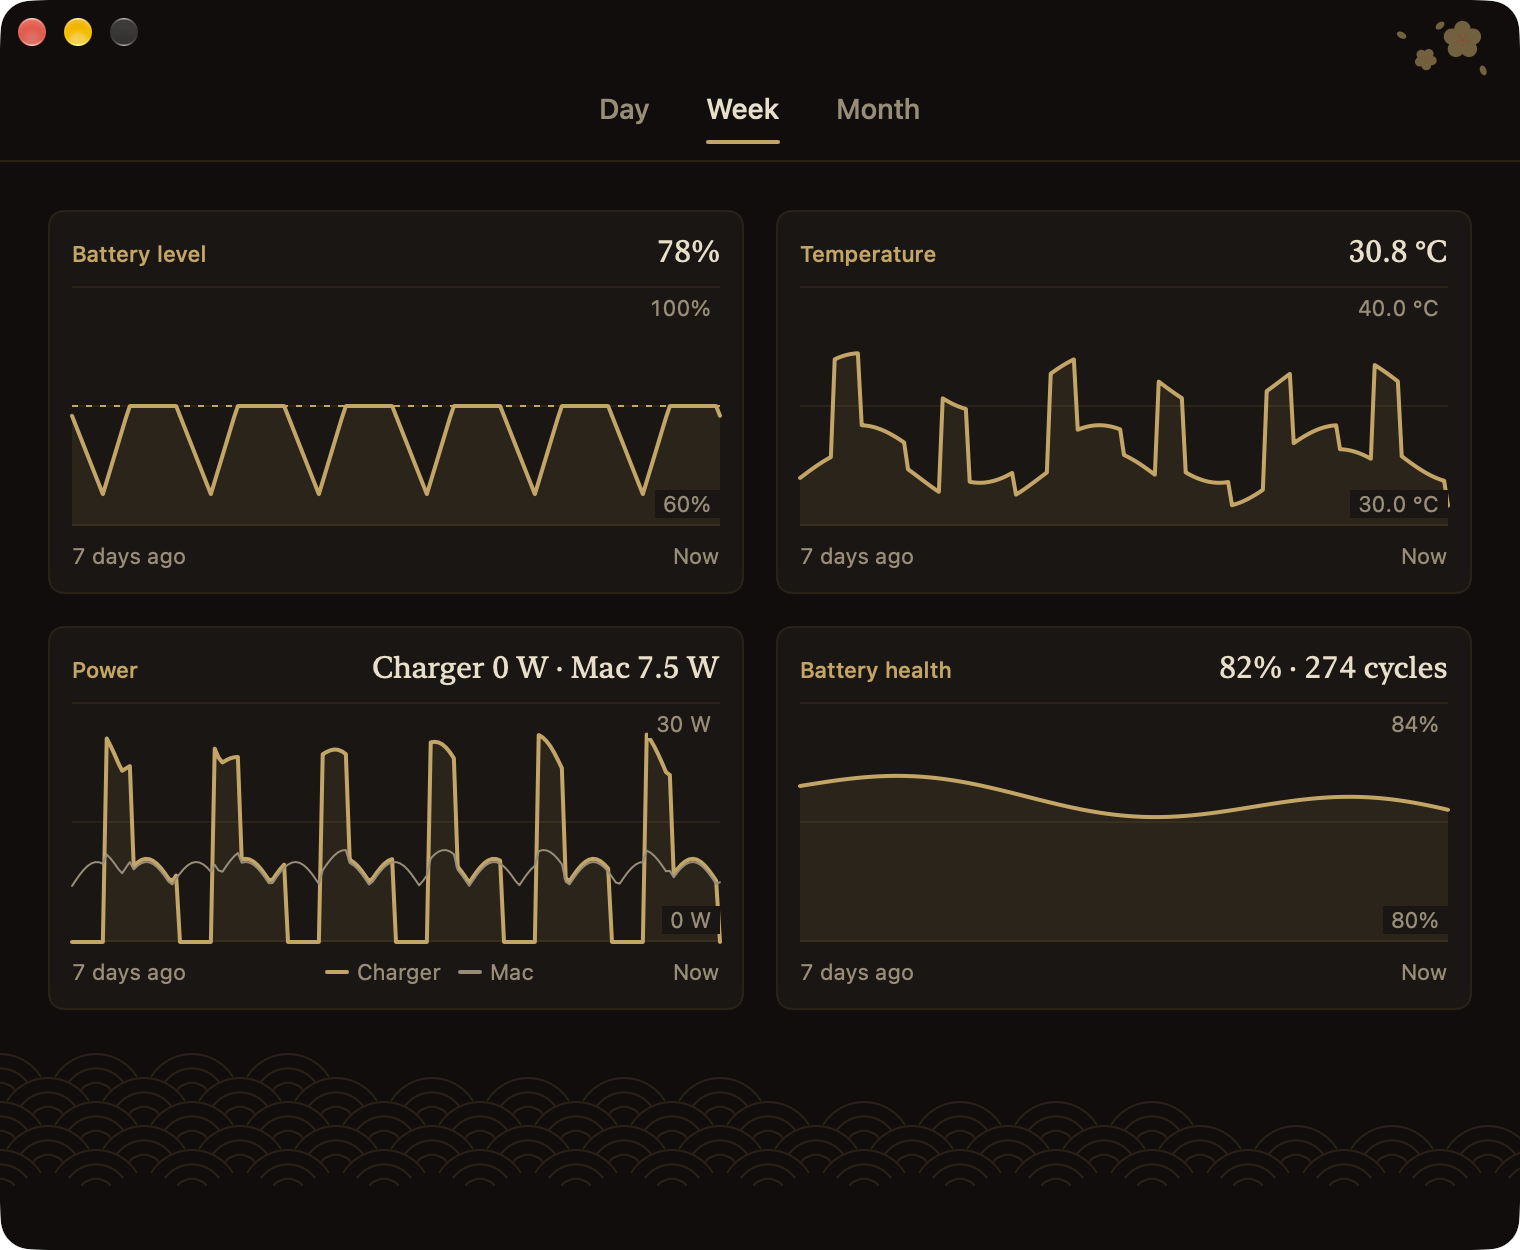 Day Week Month
Battery level 78%
100%
60%
7 days ago Now
Temperature 30.8 °C
40.0 °C
30.0 °C
7 days ago Now
Power Charger 0 W · Mac 7.5 W
30 W
0 W
7 days ago Charger Mac Now
Battery health 82% · 274 cycles
84%
80%
7 days ago Now